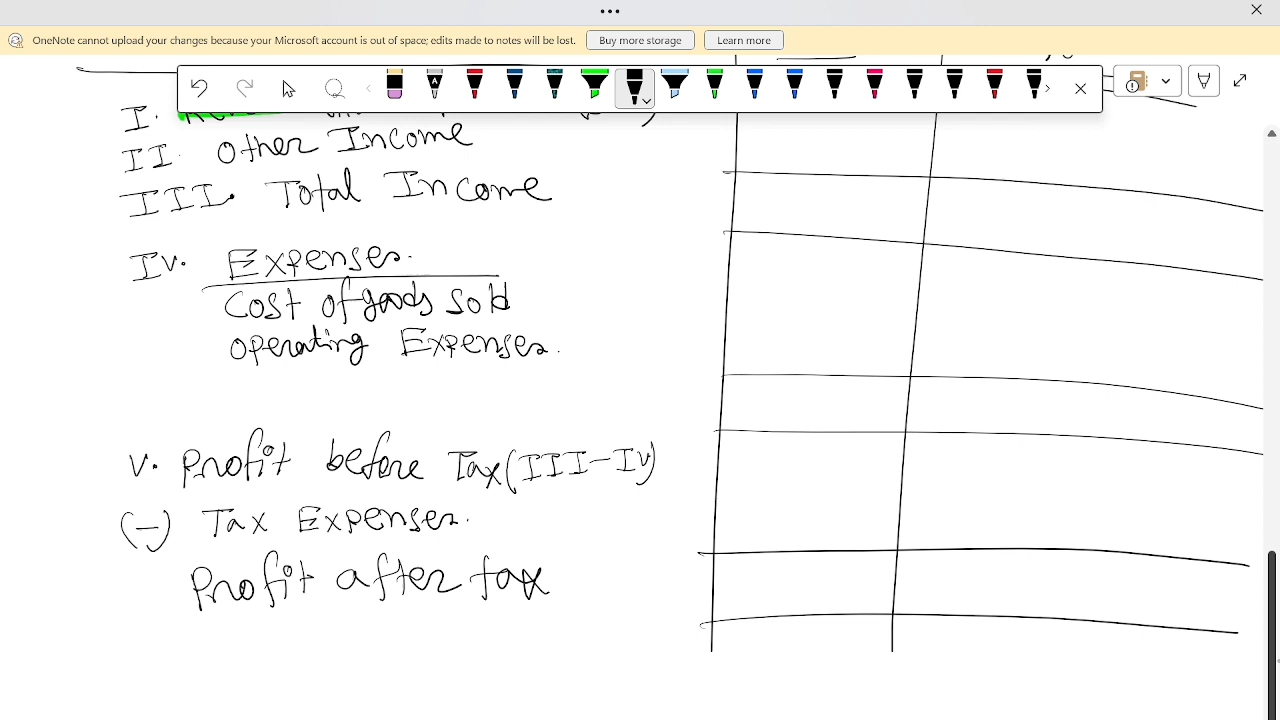 OneNote cannot upload your changes because your Microsoft account is out of space; edits made to notes will be lost. Buy more storage Learn more
I.
II. Other Income
III. Total Income
IV. Expenses.
Cost of goods sold
operating Expenses.
V. Profit before Tax (III-IV)
(-) Tax Expenses.
Profit after tax